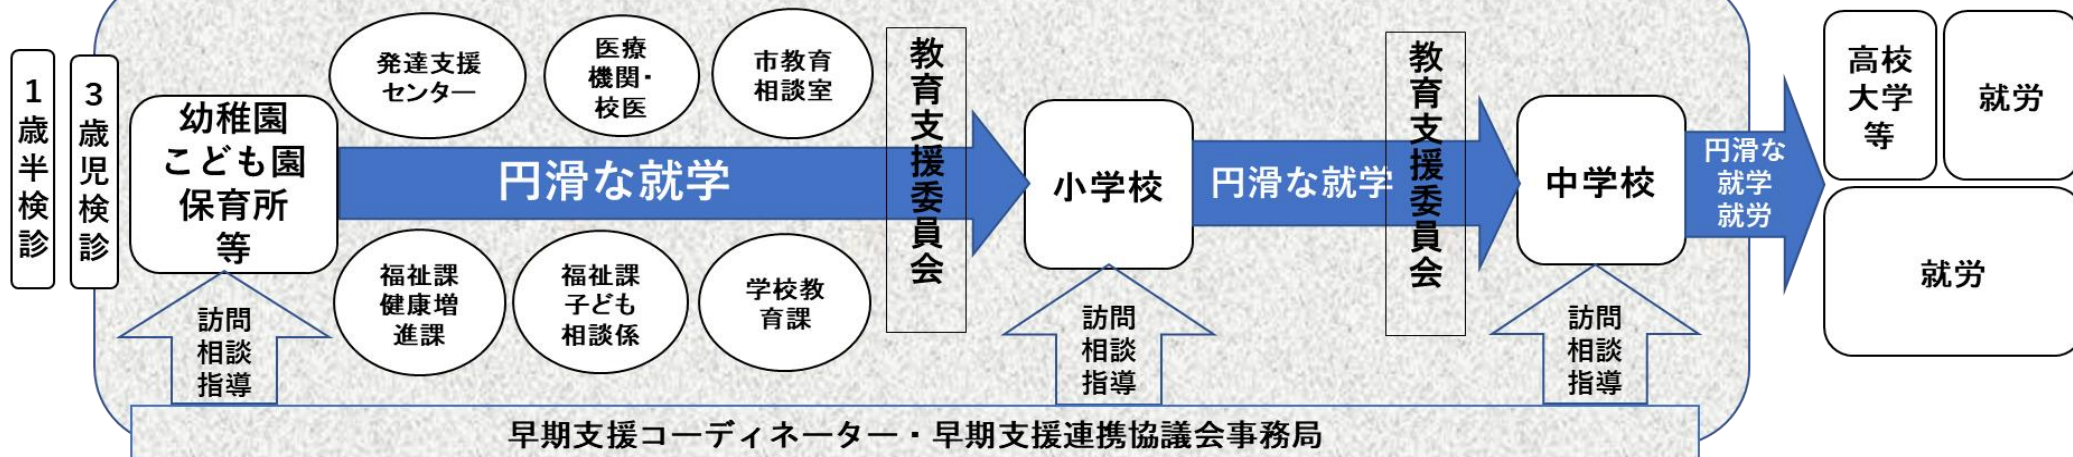 1歳半検診
3歳児検診
幼稚園
こども園
保育所
等
発達支援
センター
医療
機関・
校医
市教育
相談室
円滑な就学
福祉課
健康増
進課
福祉課
子ども
相談係
学校教
育課
教育支援委員会
小学校
円滑な就学
教育支援委員会
中学校
円滑な
就学
就労
高校
大学
等
就労
就労
訪問
相談
指導
訪問
相談
指導
訪問
相談
指導
早期支援コーディネーター・早期支援連携協議会事務局